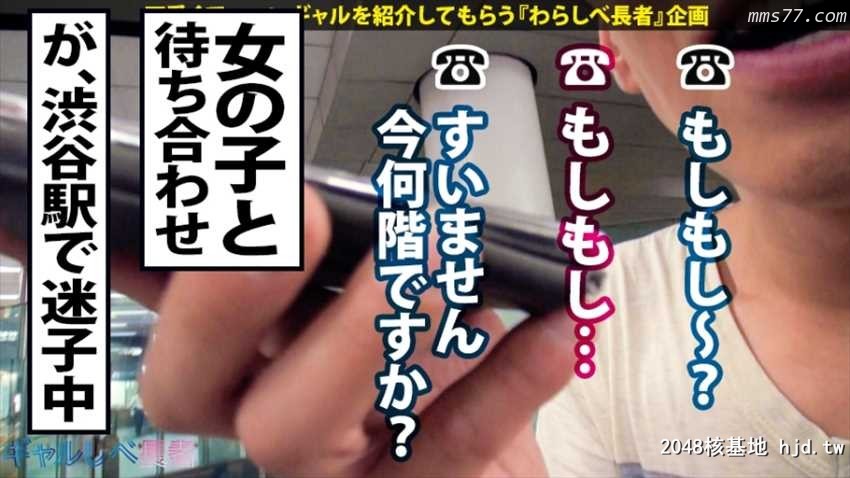 ギャルを紹介してもらう『わらしべ長者』企画
mms77.com
☎もしもし～?
☎もしもし…
☎すいません
今何階ですか?
女の子と
待ち合わせ
が、渋谷駅で迷子中
ギャルしべ長者
2048核基地 hjd.tw